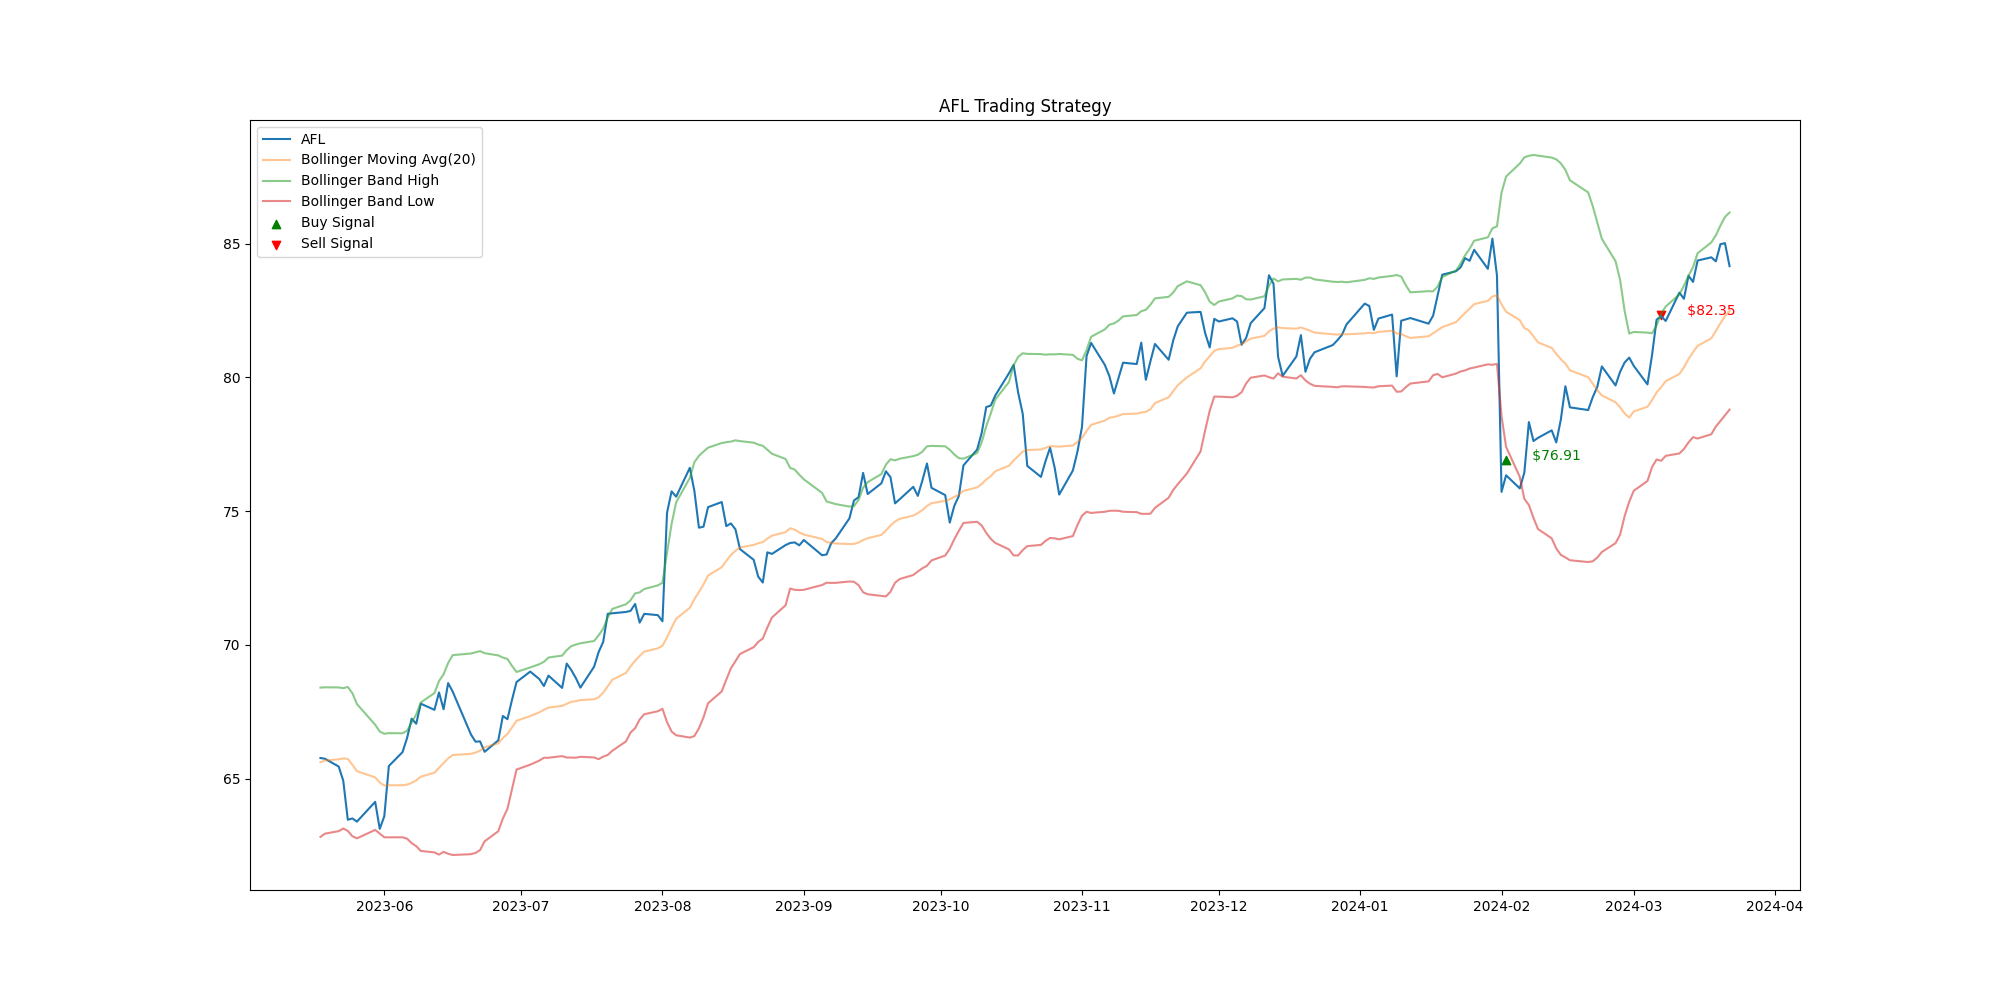 AFL Trading Strategy
AFL
Bollinger Moving Avg(20)
Bollinger Band High
Bollinger Band Low
Buy Signal
Sell Signal
85
80
75
70
65
$82.35
$76.91
2023-06 2023-07 2023-08 2023-09 2023-10 2023-11 2023-12 2024-01 2024-02 2024-03 2024-04